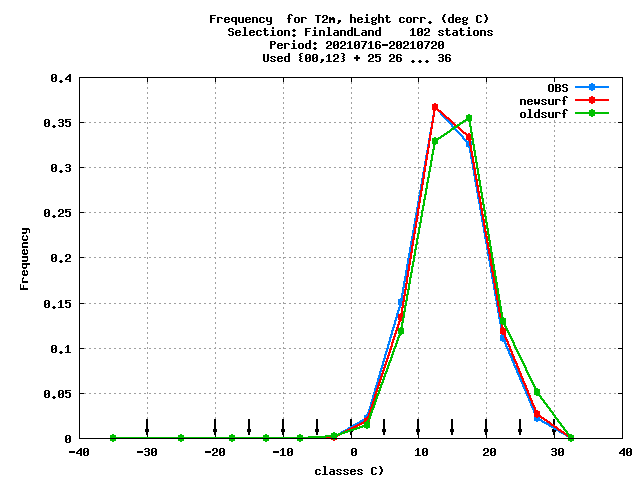 Frequency  for T2m, height corr. (deg C)
Selection: FinlandLand    102 stations
Period: 20210716-20210720
Used {00,12} + 25 26 ... 36
0.4
0.35
0.3
0.25
0.2
0.15
0.1
0.05
0
Frequency
OBS
newsurf
oldsurf
-40 -30 -20 -10 0 10 20 30 40
classes C)